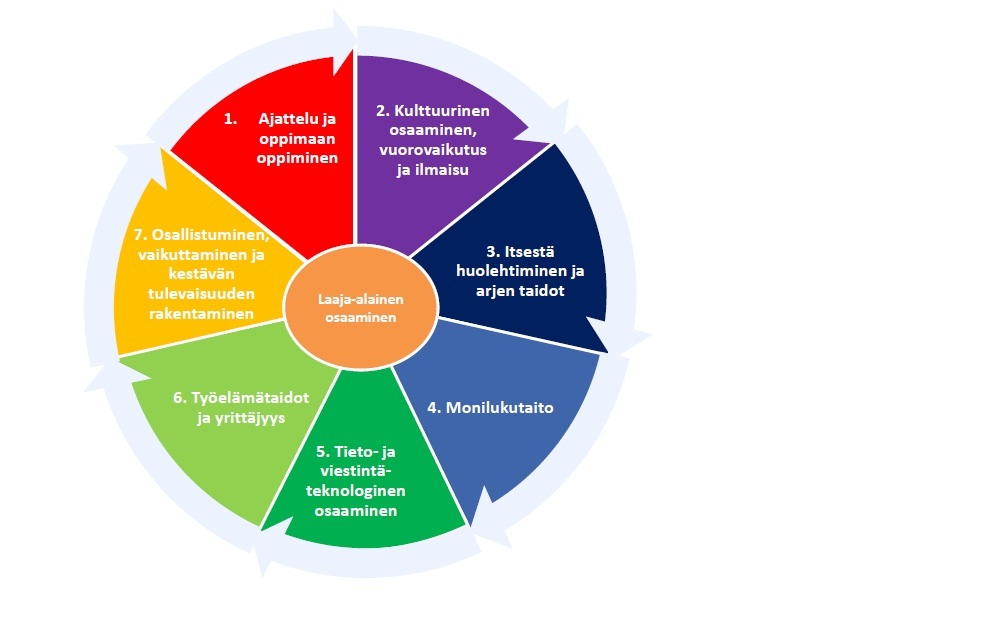 1. Ajattelu ja
oppimaan
oppiminen
2. Kulttuurinen
osaaminen,
vuorovaikutus
ja ilmaisu
3. Itsestä
huolehtiminen ja
arjen taidot
4. Monilukutaito
5. Tieto- ja
viestintä-
teknologinen
osaaminen
6. Työelämätaidot
ja yrittäjyys
7. Osallistuminen,
vaikuttaminen ja
kestävän
tulevaisuuden
rakentaminen
Laaja-alainen
osaaminen